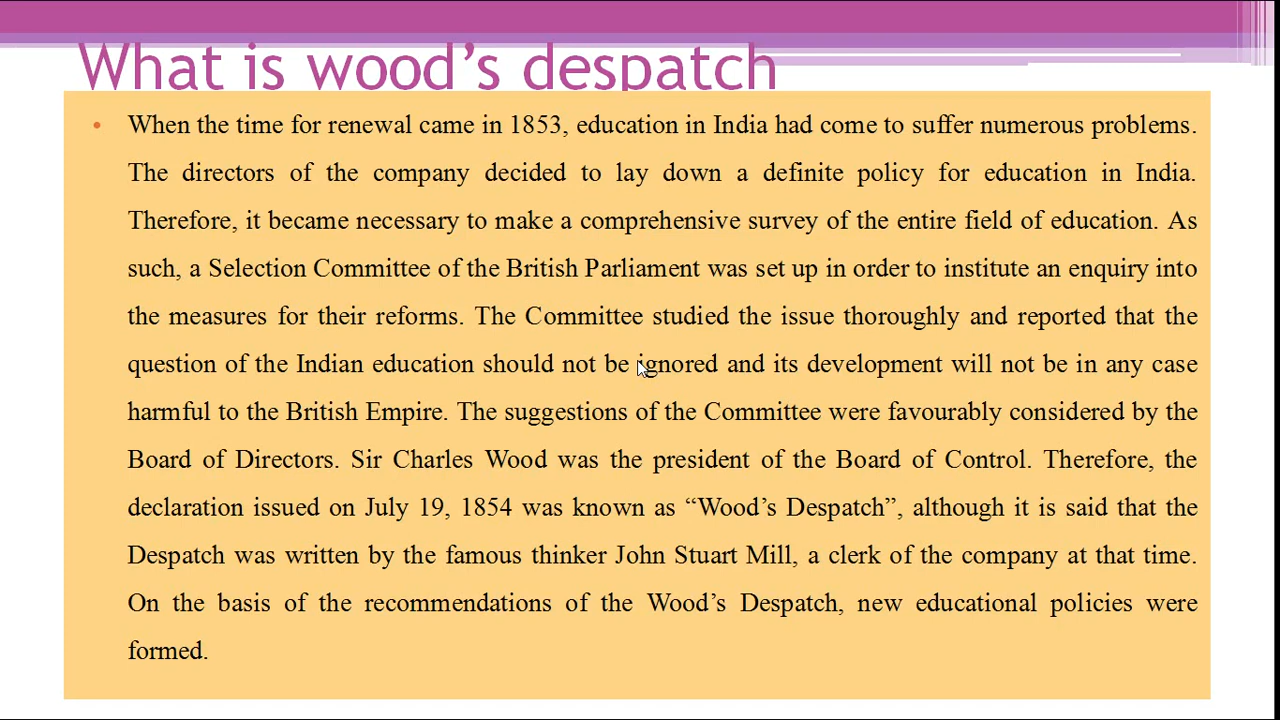 What is wood's despatch
• When the time for renewal came in 1853, education in India had come to suffer numerous problems.
The directors of the company decided to lay down a definite policy for education in India.
Therefore, it became necessary to make a comprehensive survey of the entire field of education. As
such, a Selection Committee of the British Parliament was set up in order to institute an enquiry into
the measures for their reforms. The Committee studied the issue thoroughly and reported that the
question of the Indian education should not be ignored and its development will not be in any case
harmful to the British Empire. The suggestions of the Committee were favourably considered by the
Board of Directors. Sir Charles Wood was the president of the Board of Control. Therefore, the
declaration issued on July 19, 1854 was known as “Wood’s Despatch”, although it is said that the
Despatch was written by the famous thinker John Stuart Mill, a clerk of the company at that time.
On the basis of the recommendations of the Wood’s Despatch, new educational policies were
formed.